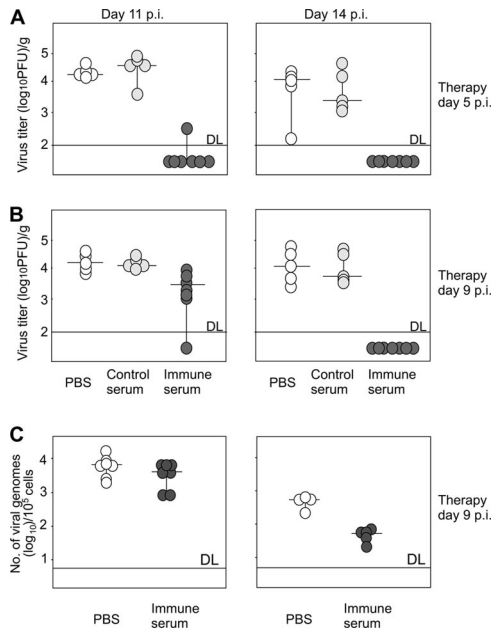 A
Day 11 p.i.
Day 14 p.i.
Virus titer (log10PFU)/g
5
4
3
2
DL
DL
Therapy
day 5 p.i.
B
Virus titer (log10PFU)/g
5
4
3
2
DL
DL
Therapy
day 9 p.i.
PBS
Control
serum
Immune
serum
PBS
Control
serum
Immune
serum
C
No. of viral genomes
(log10)/10⁵ cells
4
3
2
1
DL
DL
Therapy
day 9 p.i.
PBS
Immune
serum
PBS
Immune
serum